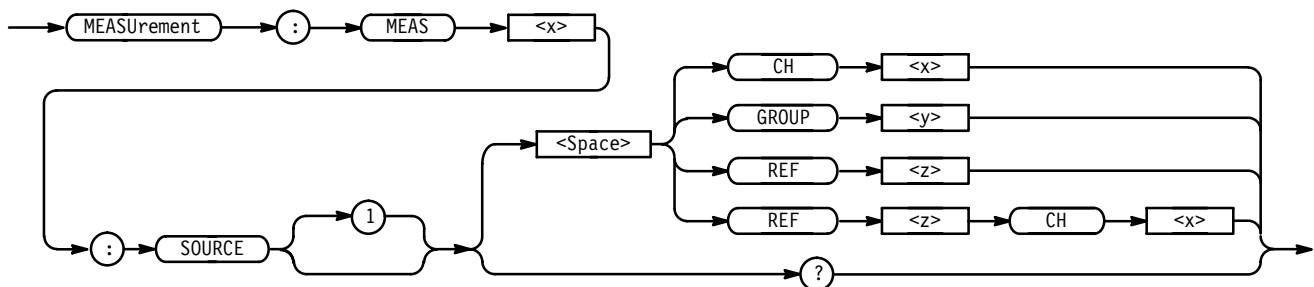 MEASUrement : MEAS <x>
CH <x>
GROUP <y>
<Space>
REF <z>
REF <z> CH <x>
: SOURCE 1
?